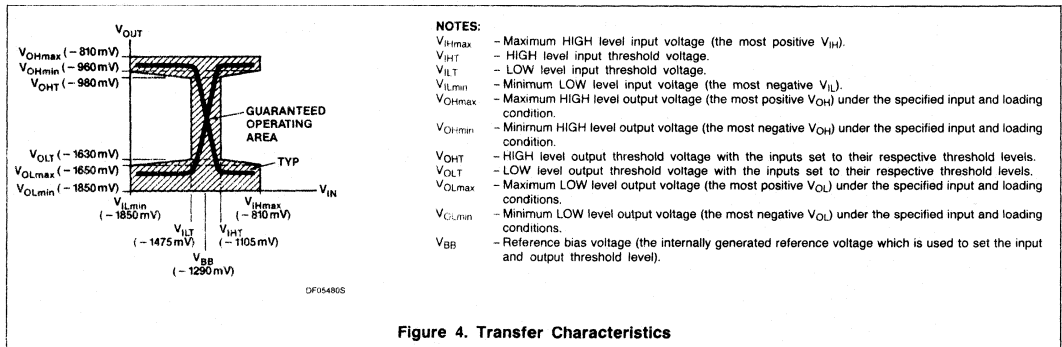 VOUT
VOHmax (−810mV)
VOHmin (−960mV)
VOHT (−980mV)
GUARANTEED
OPERATING
AREA
VOLT (−1630mV)
VOLmax (−1650mV)
VOLmin (−1850mV)
TYP
VIN
VILmin
(−1850mV)
VIHmax
(−810mV)
VILT
(−1475mV)
VIHT
(−1105mV)
VBB
(−1290mV)
DF05480S
NOTES:
VIHmax – Maximum HIGH level input voltage (the most positive VIH).
VIHT – HIGH level input threshold voltage.
VILT – LOW level input threshold voltage.
VILmin – Minimum LOW level input voltage (the most negative VIL).
VOHmax – Maximum HIGH level output voltage (the most positive VOH) under the specified input and loading
condition.
VOHmin – Minimum HIGH level output voltage (the most negative VOH) under the specified input and loading
condition.
VOHT – HIGH level output threshold voltage with the inputs set to their respective threshold levels.
VOLT – LOW level output threshold voltage with the inputs set to their respective threshold levels.
VOLmax – Maximum LOW level output voltage (the most positive VOL) under the specified input and loading
conditions.
VOLmin – Minimum LOW level output voltage (the most negative VOL) under the specified input and loading
conditions.
VBB – Reference bias voltage (the internally generated reference voltage which is used to set the input
and output threshold level).
Figure 4. Transfer Characteristics